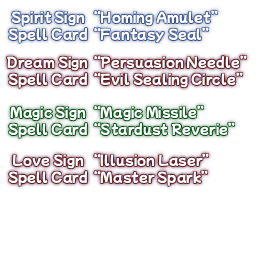 Spirit Sign "Homing Amulet"
Spell Card "Fantasy Seal"
Dream Sign "Persuasion Needle"
Spell Card "Evil Sealing Circle"
Magic Sign "Magic Missile"
Spell Card "Stardust Reverie"
Love Sign "Illusion Laser"
Spell Card "Master Spark"